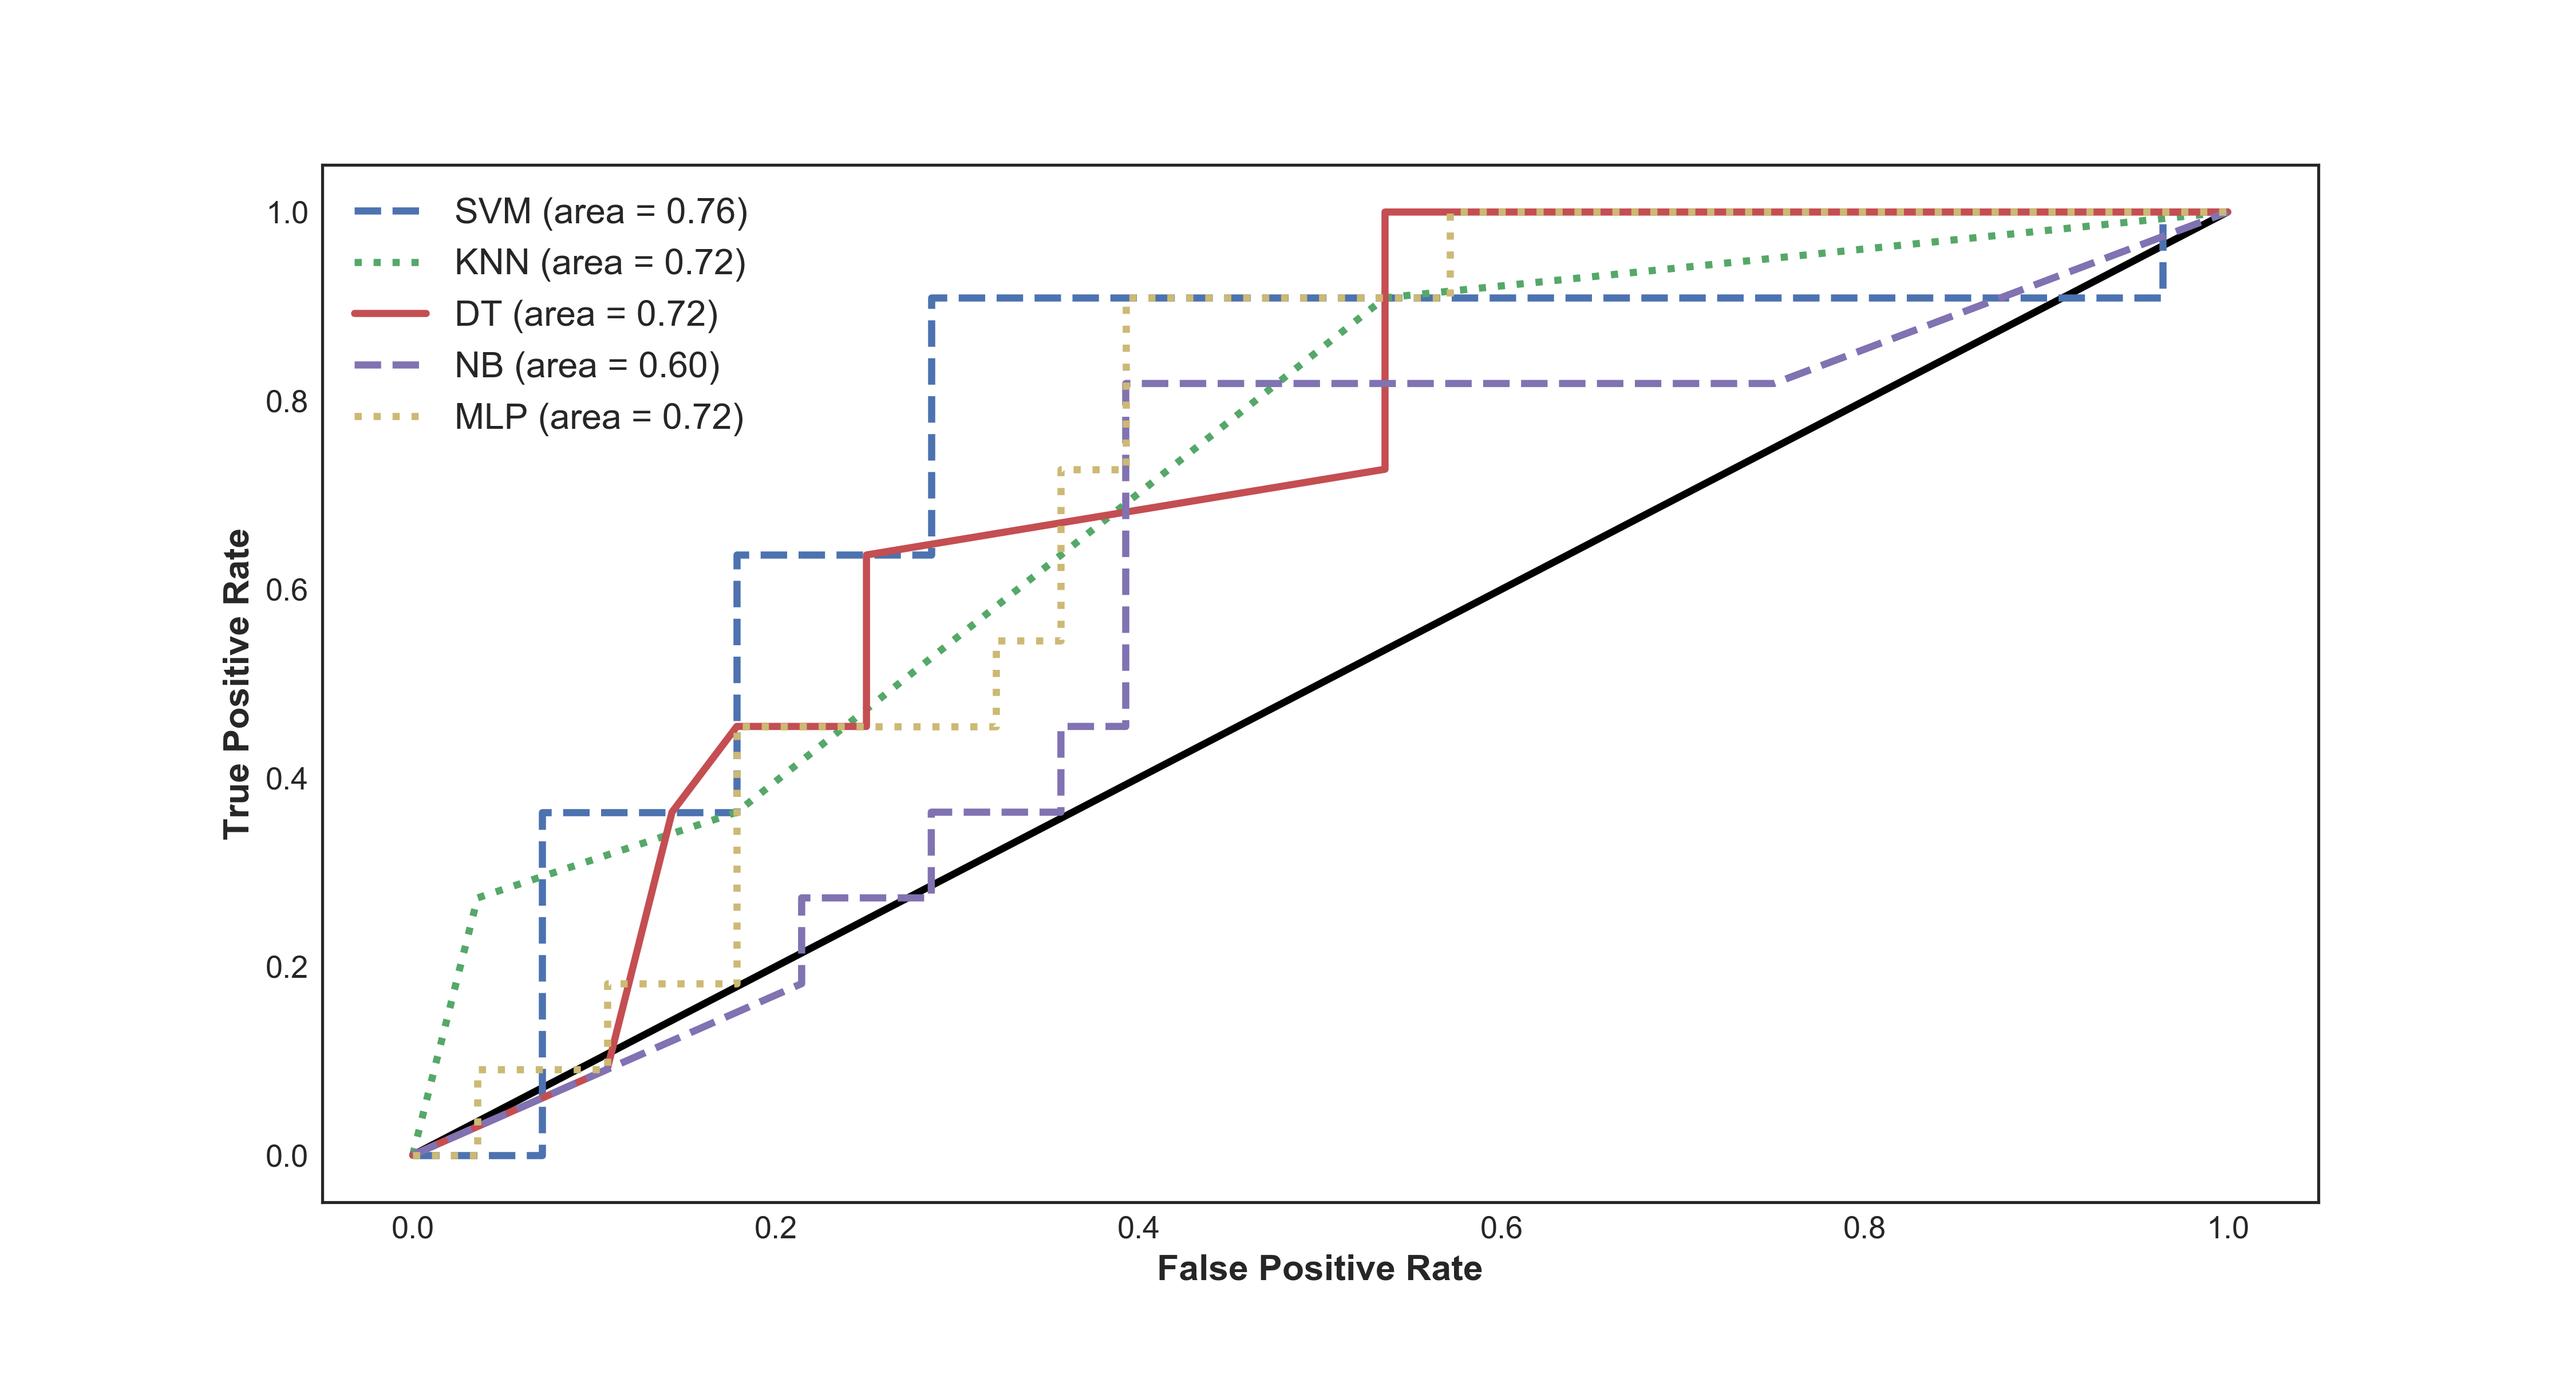 SVM (area = 0.76)
KNN (area = 0.72)
DT (area = 0.72)
NB (area = 0.60)
MLP (area = 0.72)
1.0
0.8
0.6
0.4
0.2
0.0
True Positive Rate
0.0 0.2 0.4 0.6 0.8 1.0
False Positive Rate